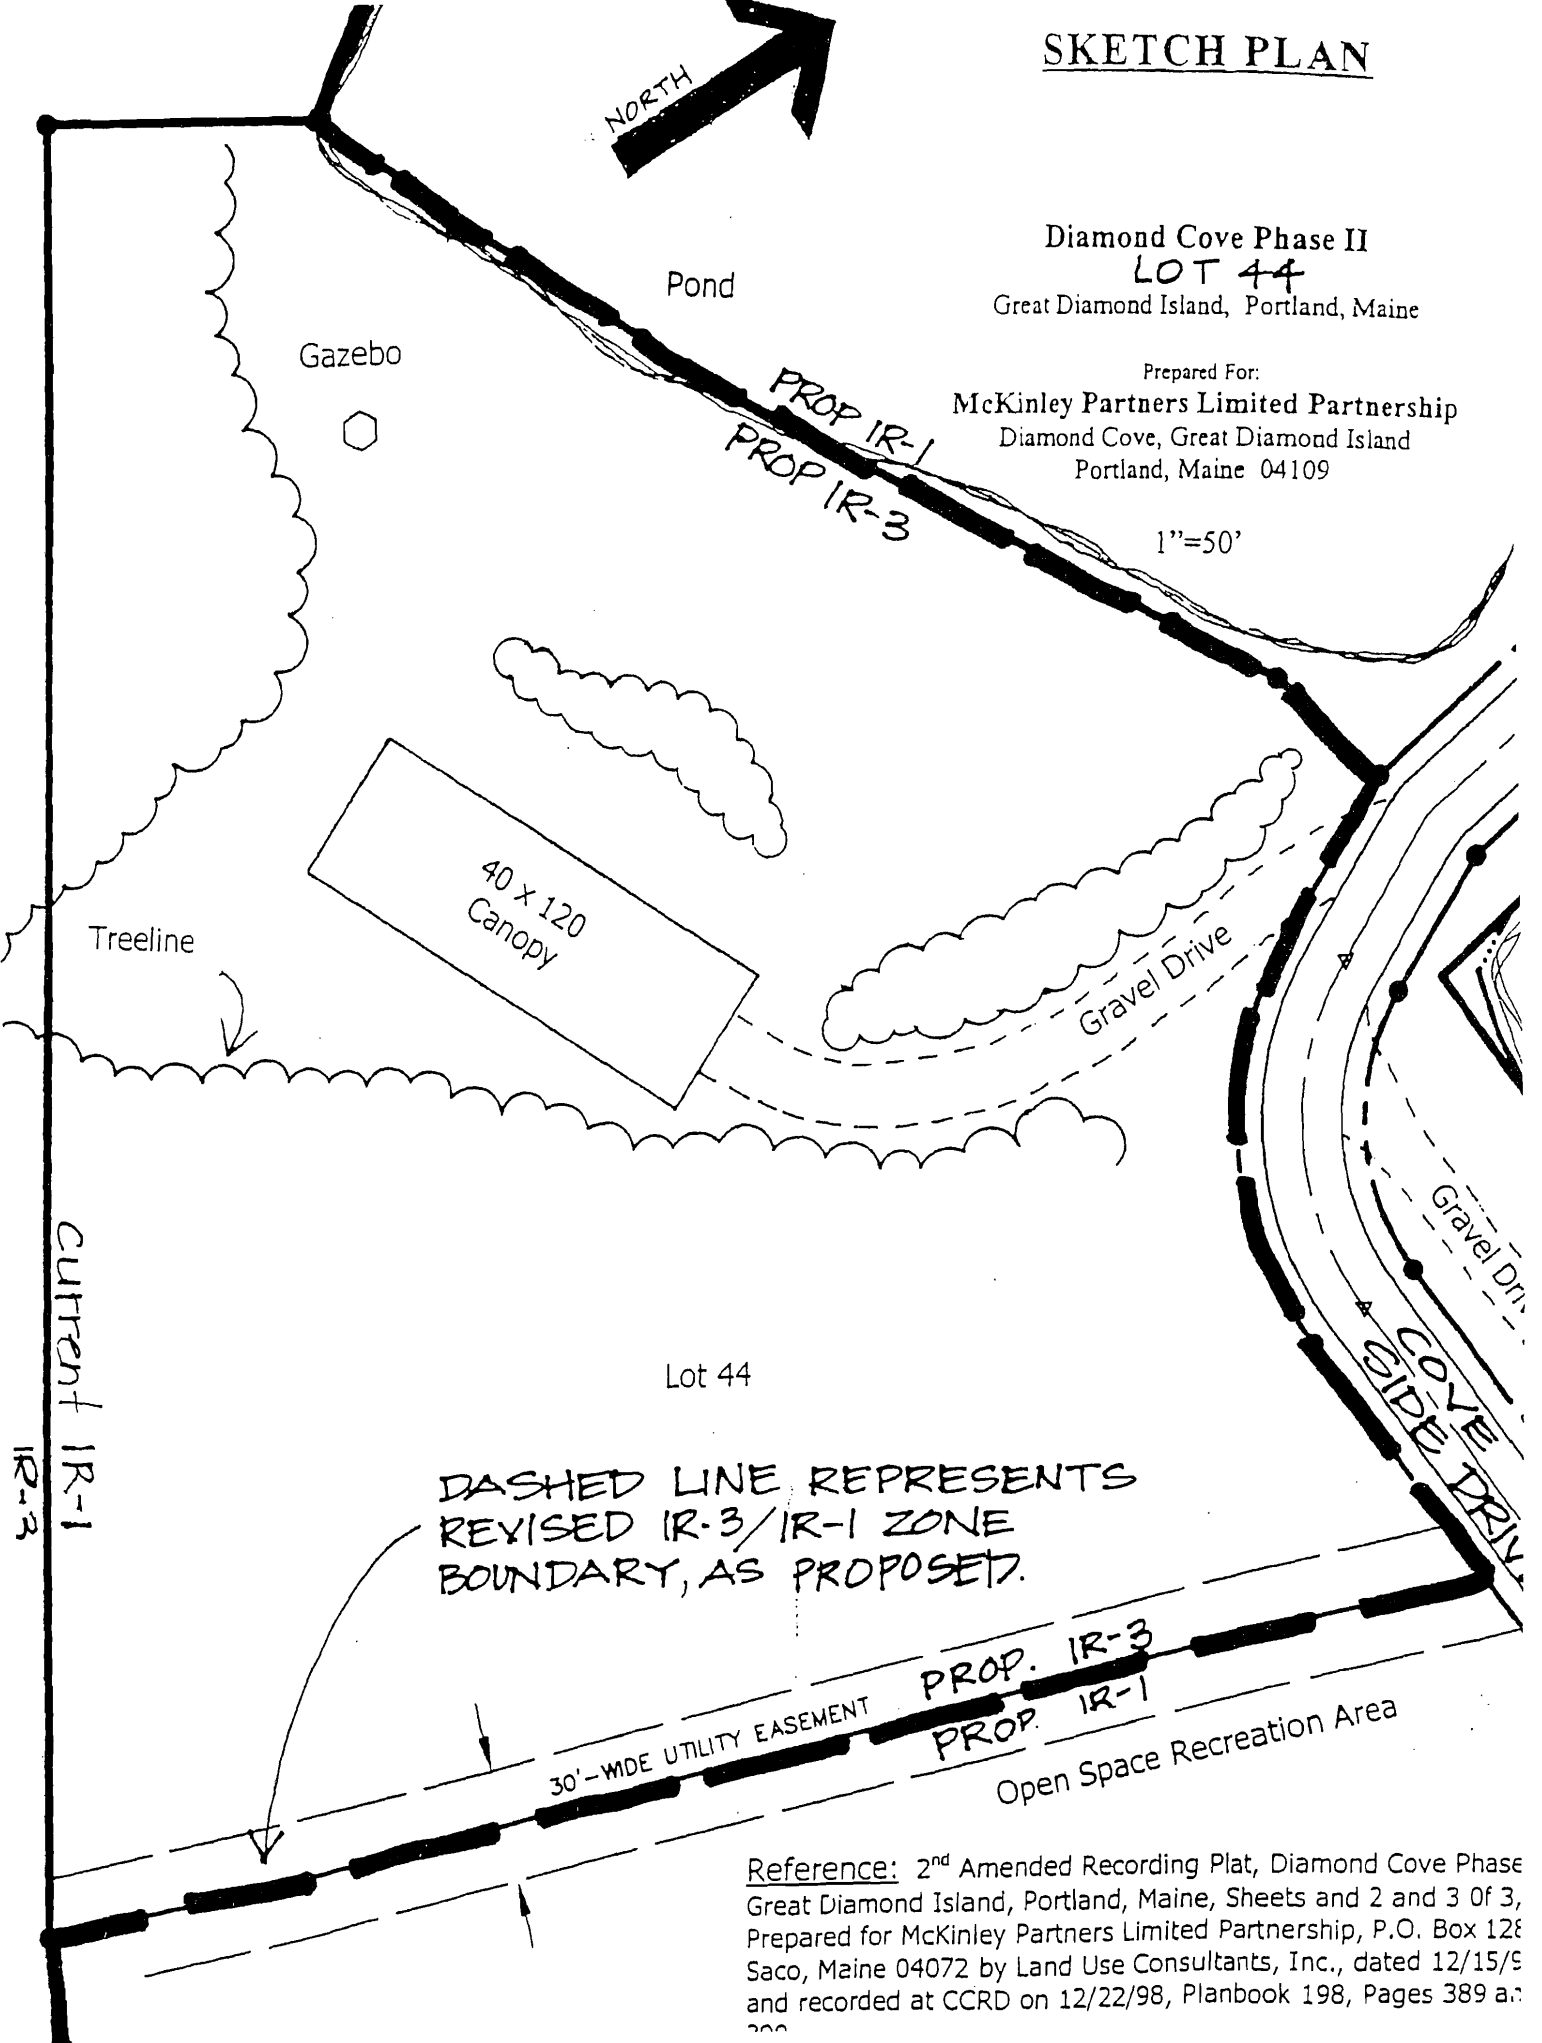 SKETCH PLAN
NORTH
Diamond Cove Phase II
LOT 44
Great Diamond Island, Portland, Maine
Pond
Gazebo
Prepared For:
McKinley Partners Limited Partnership
Diamond Cove, Great Diamond Island
Portland, Maine 04109
1”=50’
PROP IR-1
PROP IR-3
40 x 120
Canopy
Treeline
Gravel Drive
Gravel Dri
Current IR-1
IR-3
COVE
SIDE DRIV
Lot 44
DASHED LINE REPRESENTS
REVISED IR-3/IR-1 ZONE
BOUNDARY, AS PROPOSED.
PROP. IR-3
PROP. IR-1
30'-WIDE UTILITY EASEMENT
Open Space Recreation Area
Reference: 2nd Amended Recording Plat, Diamond Cove Phase
Great Diamond Island, Portland, Maine, Sheets and 2 and 3 0f 3,
Prepared for McKinley Partners Limited Partnership, P.O. Box 128
Saco, Maine 04072 by Land Use Consultants, Inc., dated 12/15/9
and recorded at CCRD on 12/22/98, Planbook 198, Pages 389 a